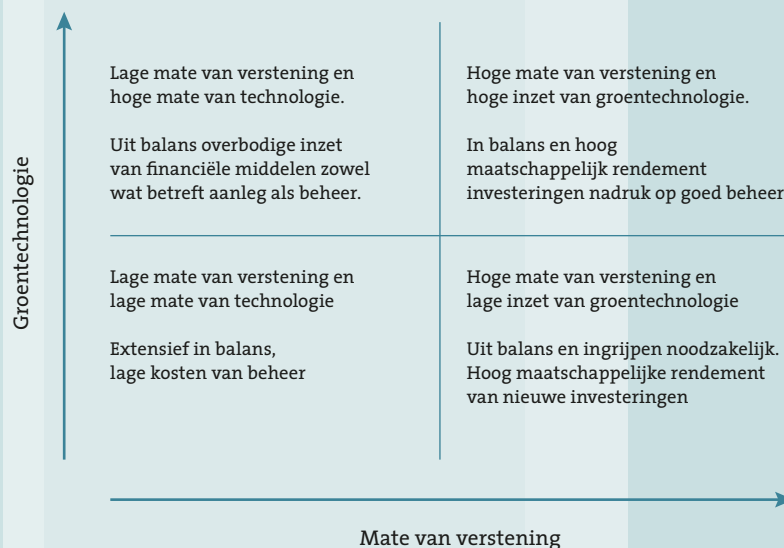 Groentechnologie
Lage mate van verstening en
hoge mate van technologie.
Uit balans overbodige inzet
van financiële middelen zowel
wat betreft aanleg als beheer.
Hoge mate van verstening en
hoge inzet van groentechnologie.
In balans en hoog
maatschappelijk rendement
investeringen nadruk op goed beheer
Lage mate van verstening en
lage mate van technologie
Extensief in balans,
lage kosten van beheer
Hoge mate van verstening en
lage inzet van groentechnologie
Uit balans en ingrijpen noodzakelijk.
Hoog maatschappelijke rendement
van nieuwe investeringen
Mate van verstening